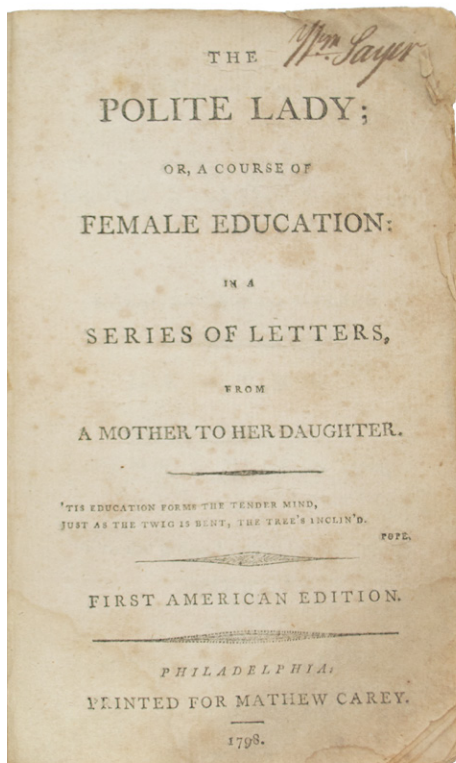 Wm. Sayer
THE
POLITE LADY;
OR, A COURSE OF
FEMALE EDUCATION:
IN A
SERIES OF LETTERS,
FROM
A MOTHER TO HER DAUGHTER.
'TIS EDUCATION FORMS THE TENDER MIND,
JUST AS THE TWIG IS BENT, THE TREE'S INCLIN'D.
POPE.
FIRST AMERICAN EDITION.
PHILADELPHIA:
PRINTED FOR MATHEW CAREY.
1798.